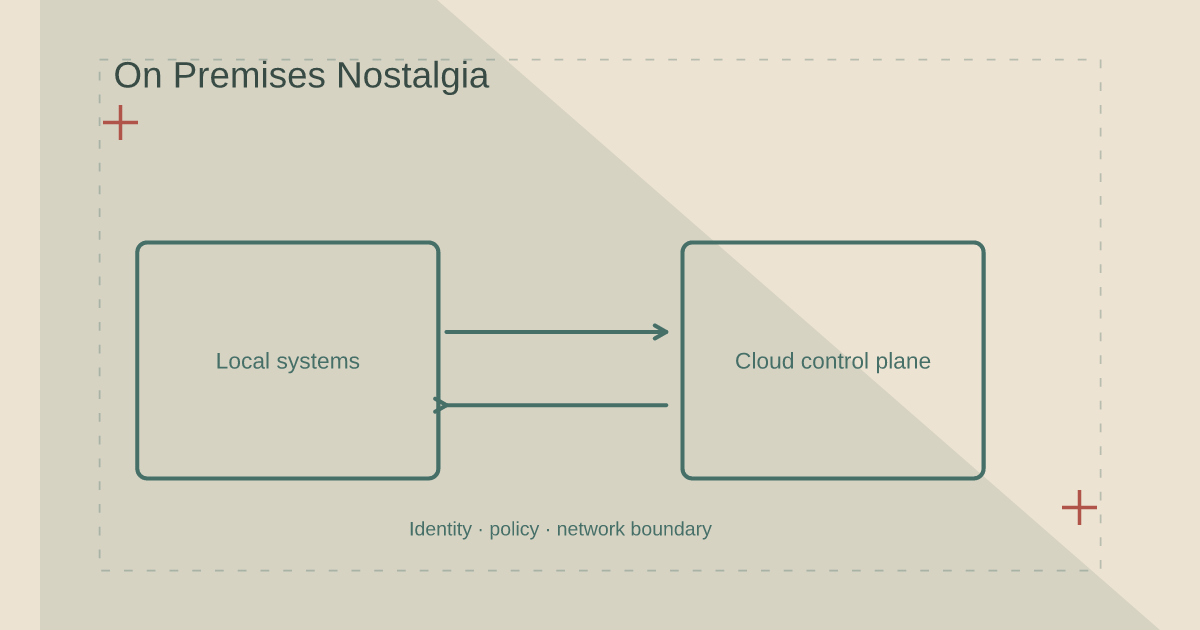 On Premises Nostalgia
Local systems
Cloud control plane
Identity · policy · network boundary